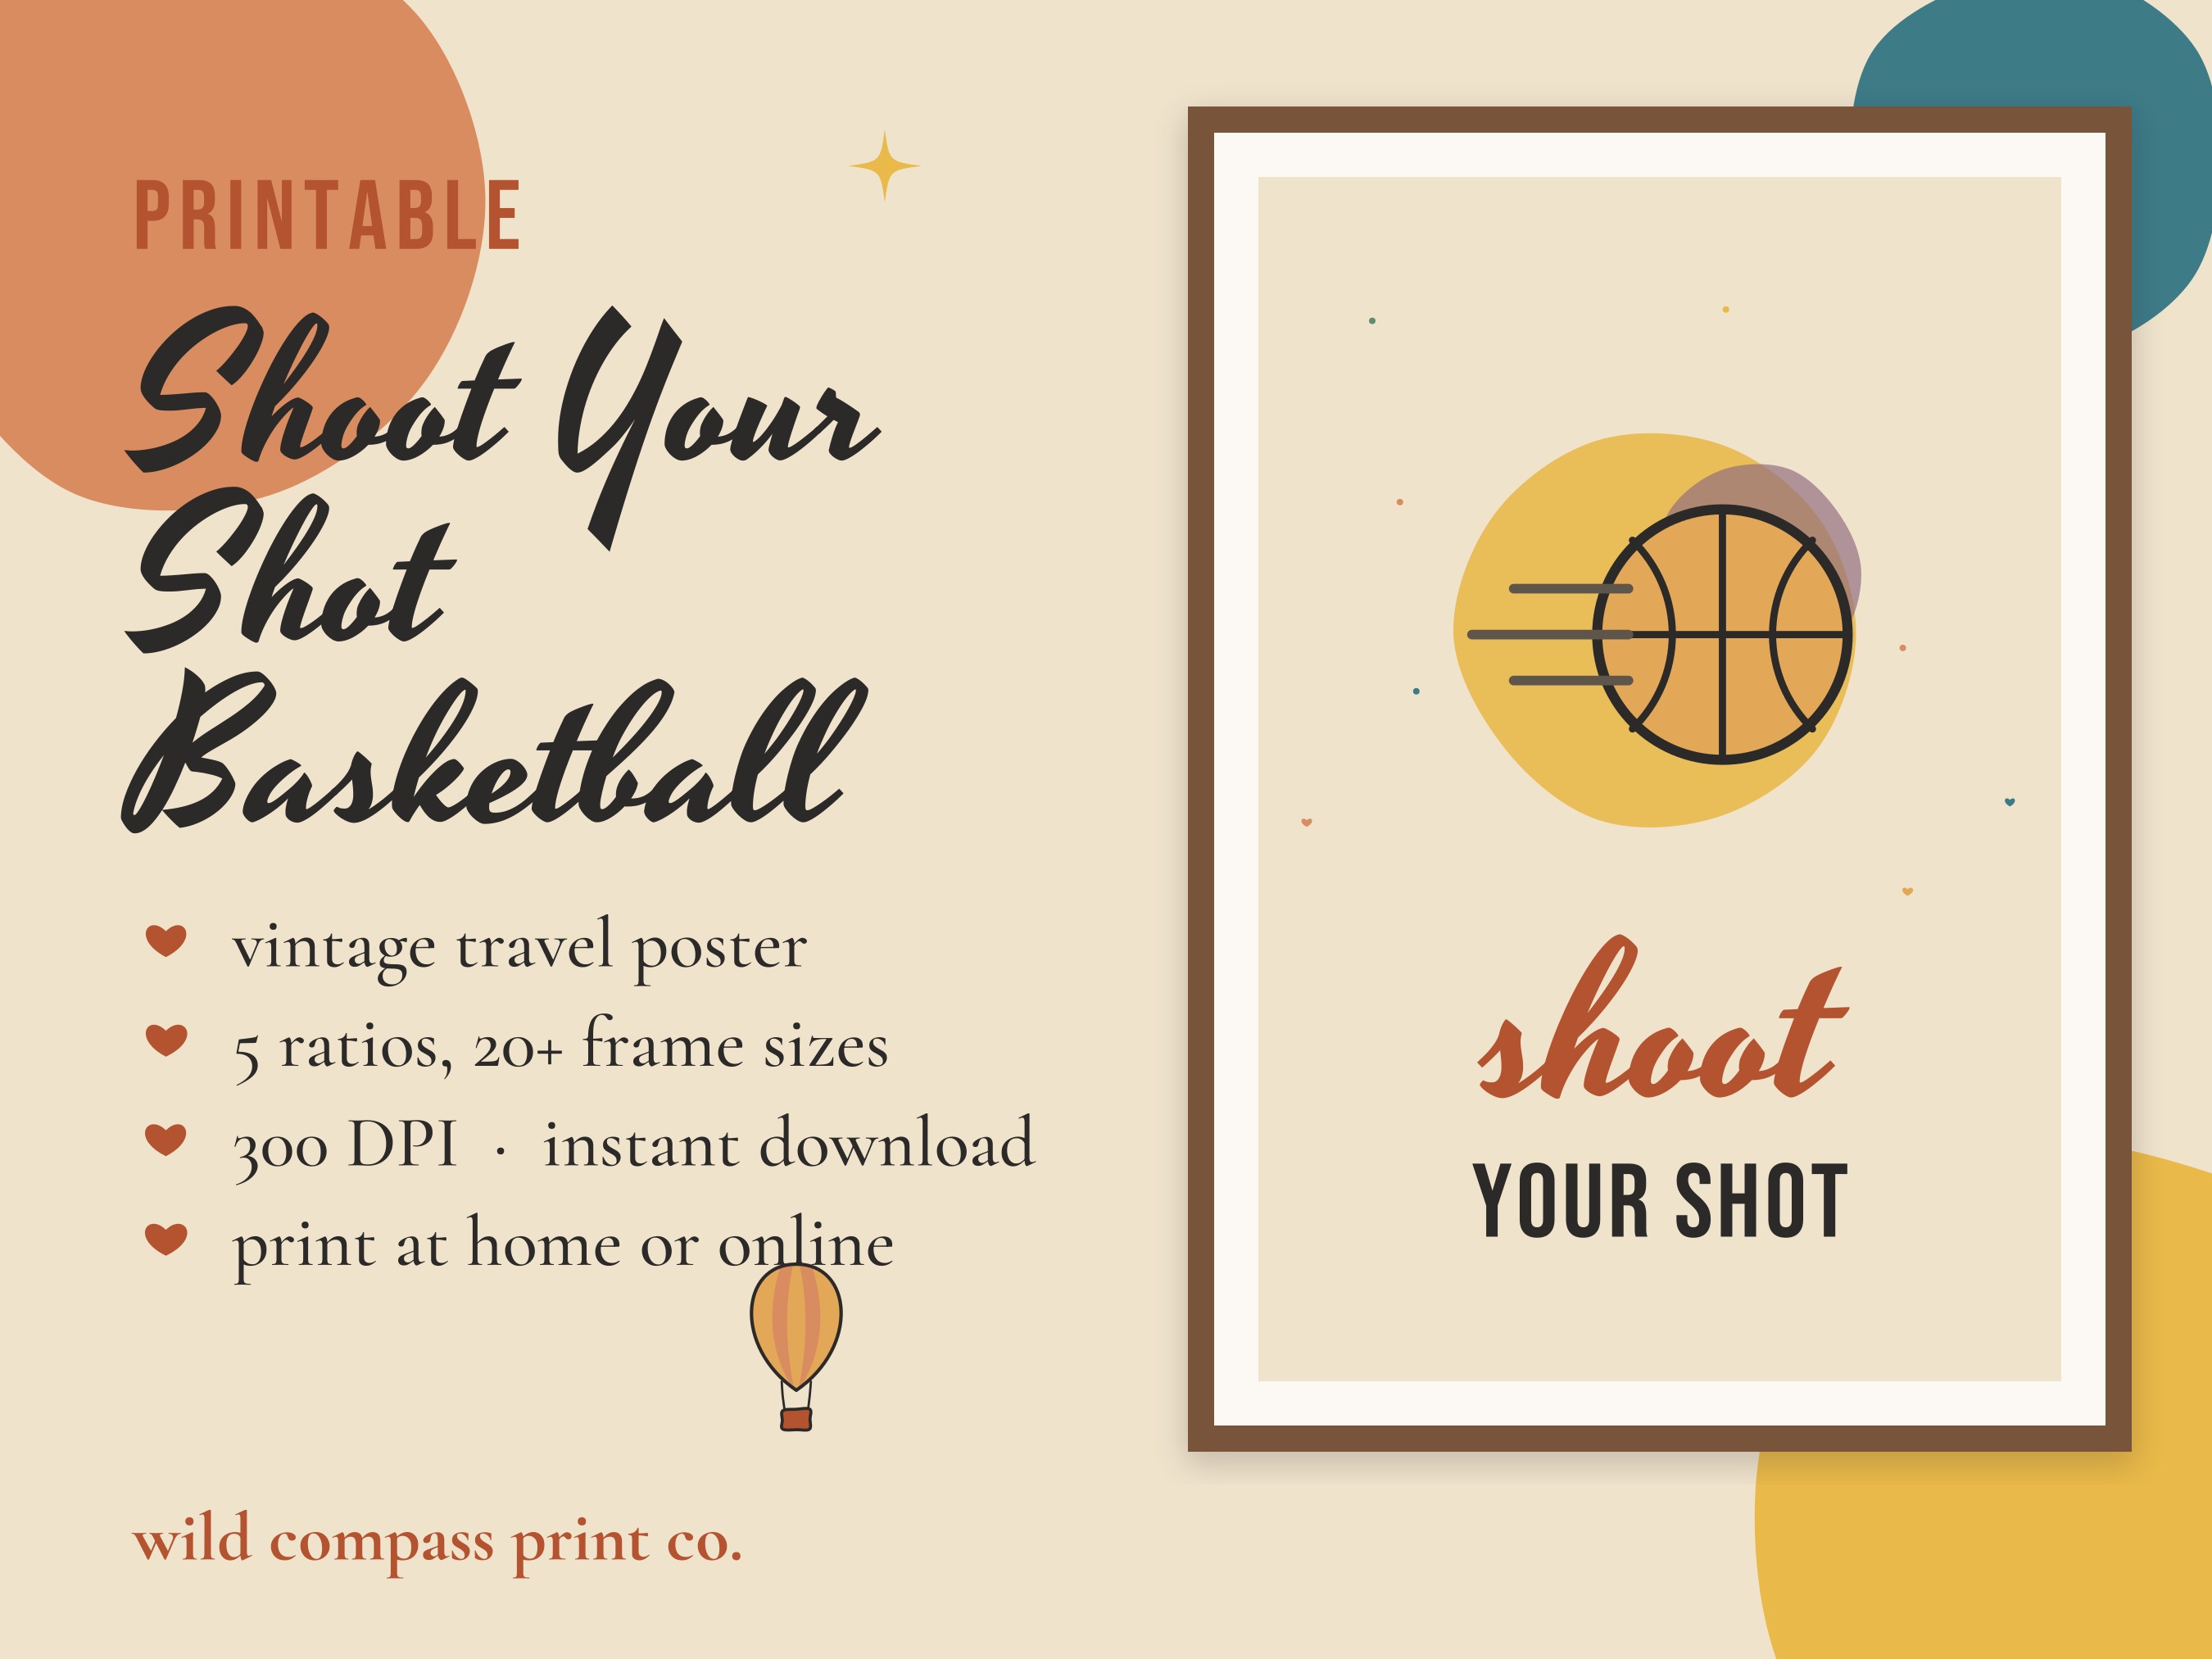 PRINTABLE
Shoot Your
Shot
Basketball
vintage travel poster
5 ratios, 20+ frame sizes
300 DPI · instant download
print at home or online
wild compass print co.
shoot
YOUR SHOT